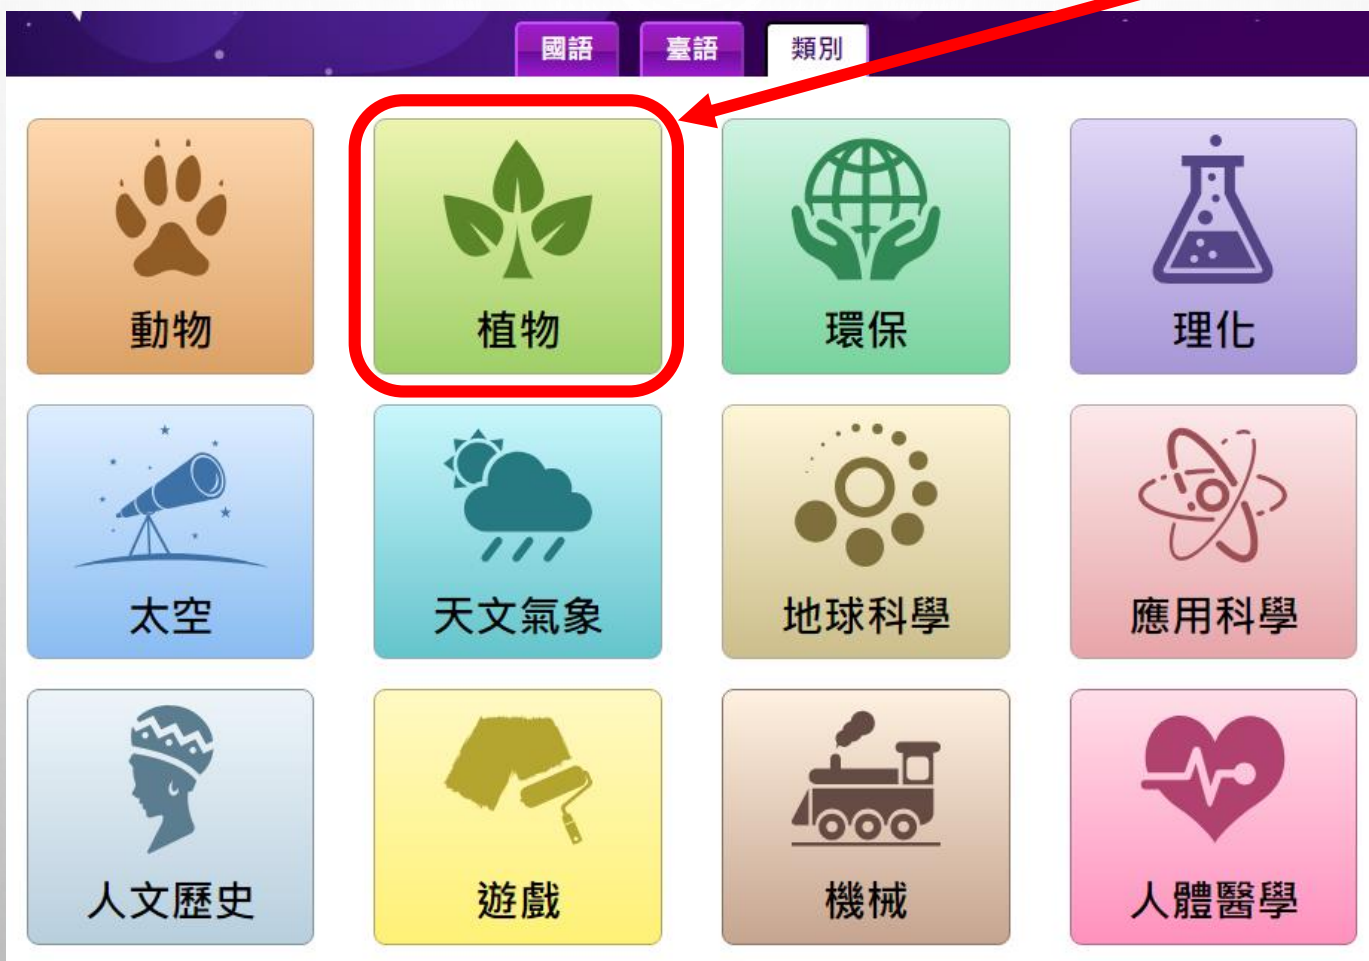 國語 臺語 類別
動物 植物 環保 理化
太空 天文氣象 地球科學 應用科學
人文歷史 遊戲 機械 人體醫學